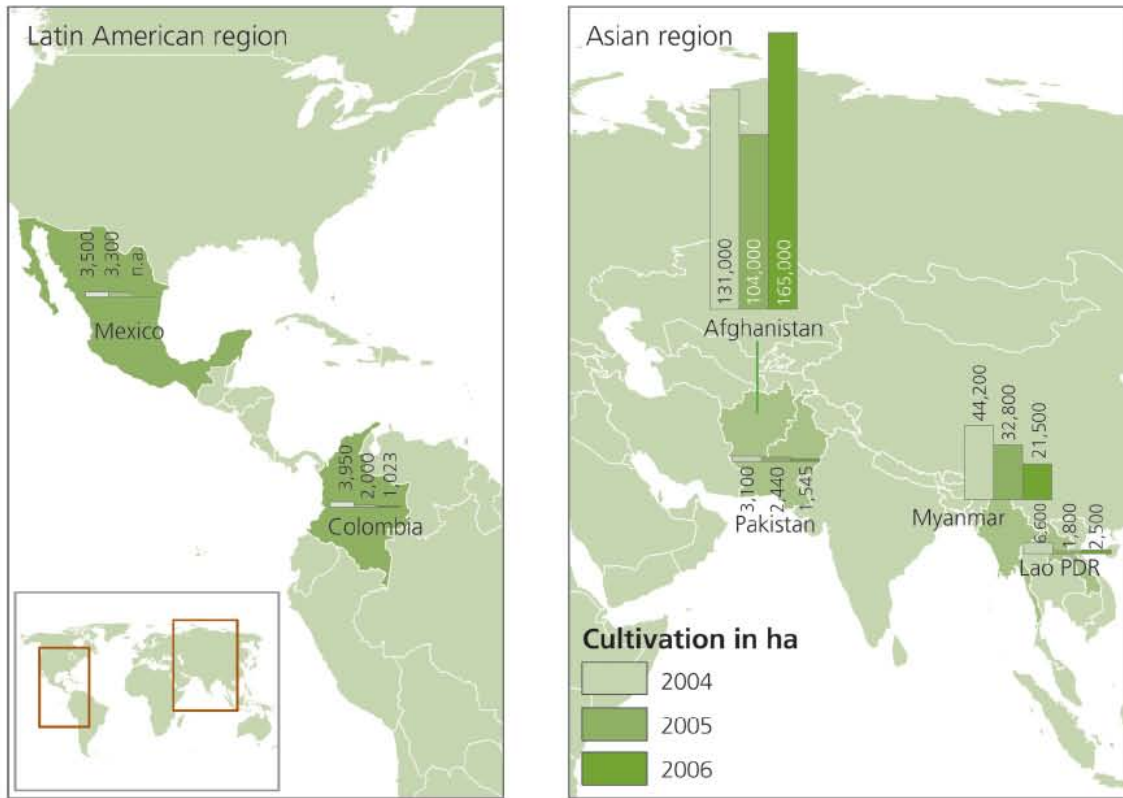 Latin American region
3,500
3,300
n.a.
Mexico
3,950
2,000
1,023
Colombia
Asian region
131,000
104,000
165,000
Afghanistan
3,100
2,440
1,545
Pakistan
44,200
32,800
21,500
Myanmar
6,600
1,800
2,500
Lao PDR
Cultivation in ha
2004
2005
2006